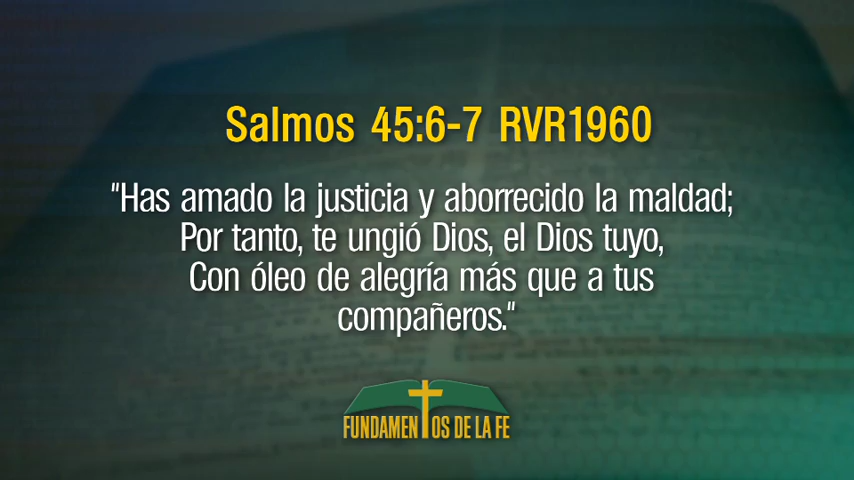 Salmos 45:6-7 RVR1960
"Has amado la justicia y aborrecido la maldad;
Por tanto, te ungió Dios, el Dios tuyo,
Con óleo de alegría más que a tus
compañeros."
FUNDAMENTOS DE LA FE